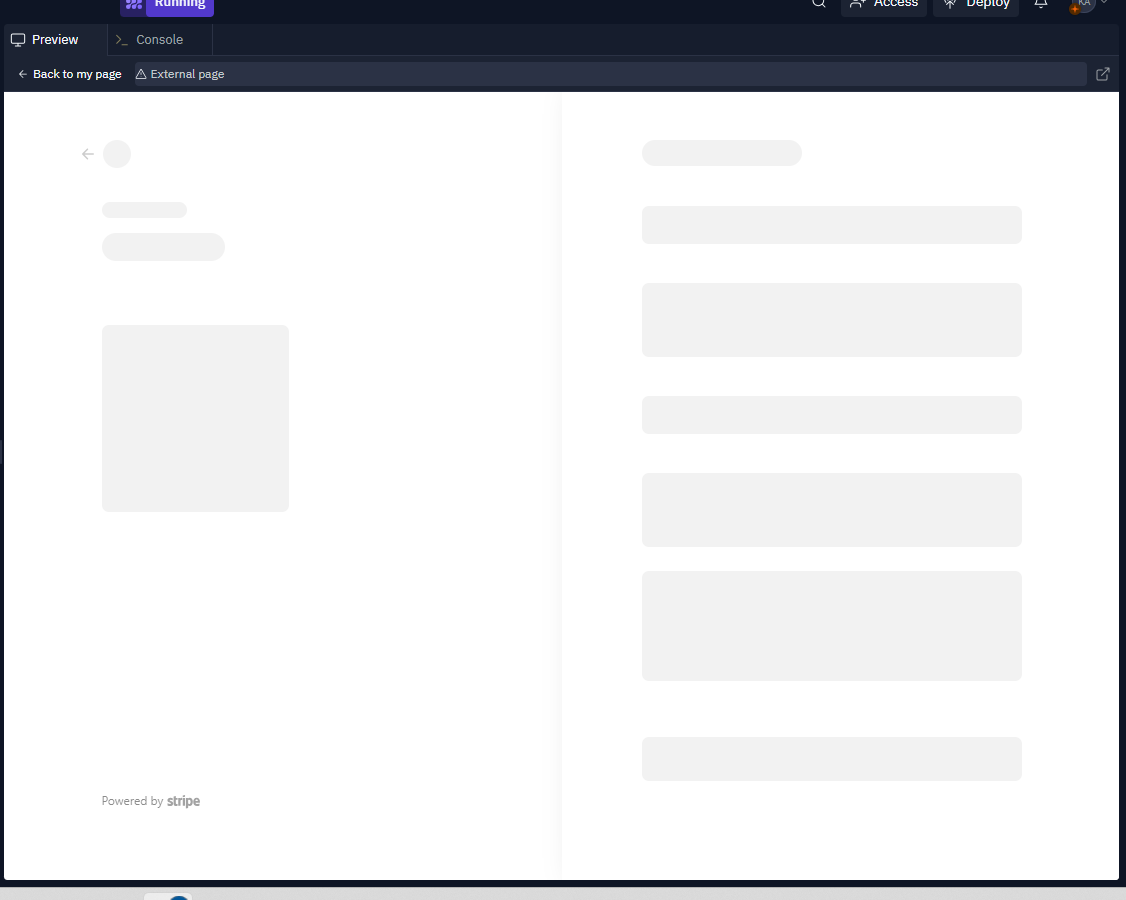 Running
Access
Deploy
KA
Preview
>_ Console
Back to my page
External page
Powered by stripe